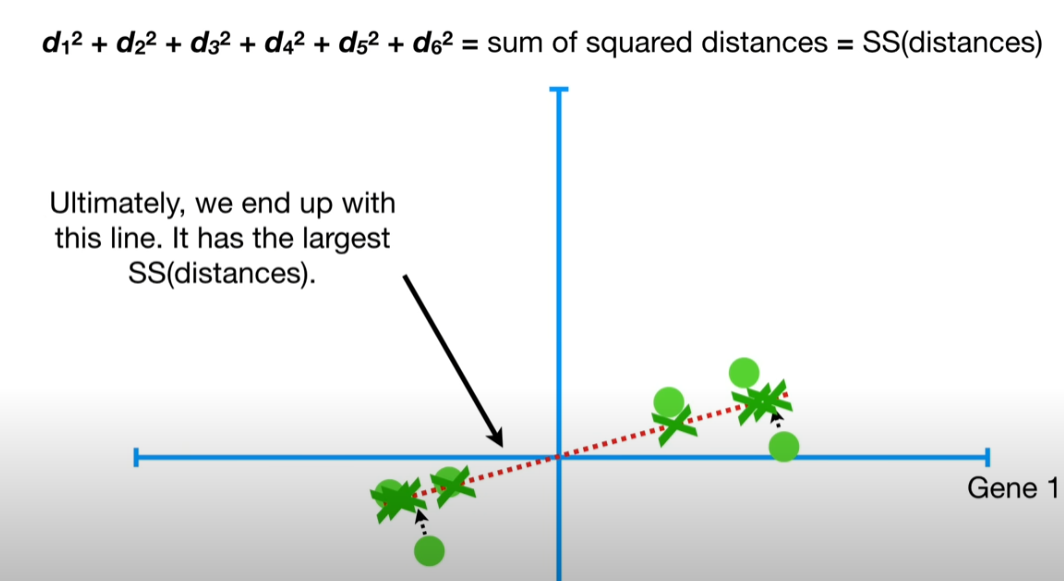 d₁² + d₂² + d₃² + d₄² + d₅² + d₆² = sum of squared distances = SS(distances)
Ultimately, we end up with
this line. It has the largest
SS(distances).
Gene 1